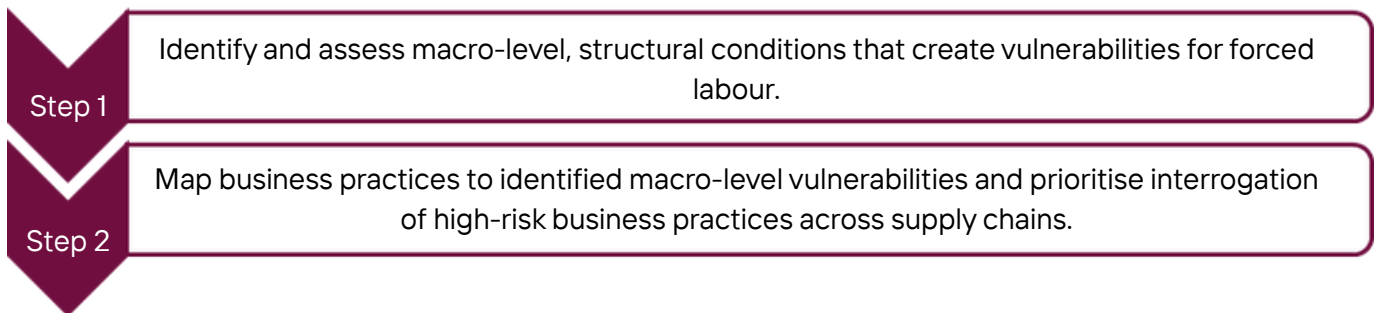 Step 1
Identify and assess macro-level, structural conditions that create vulnerabilities for forced
labour.
Step 2
Map business practices to identified macro-level vulnerabilities and prioritise interrogation
of high-risk business practices across supply chains.